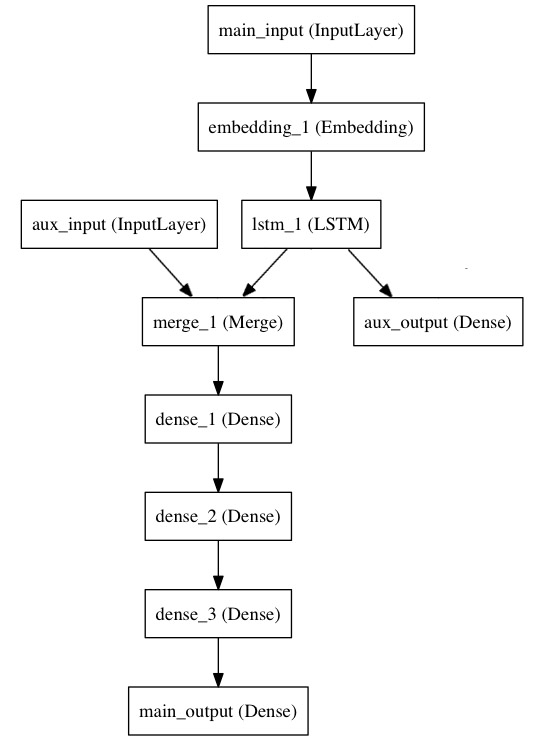 main_input (InputLayer)
embedding_1 (Embedding)
aux_input (InputLayer)
lstm_1 (LSTM)
merge_1 (Merge)
aux_output (Dense)
dense_1 (Dense)
dense_2 (Dense)
dense_3 (Dense)
main_output (Dense)